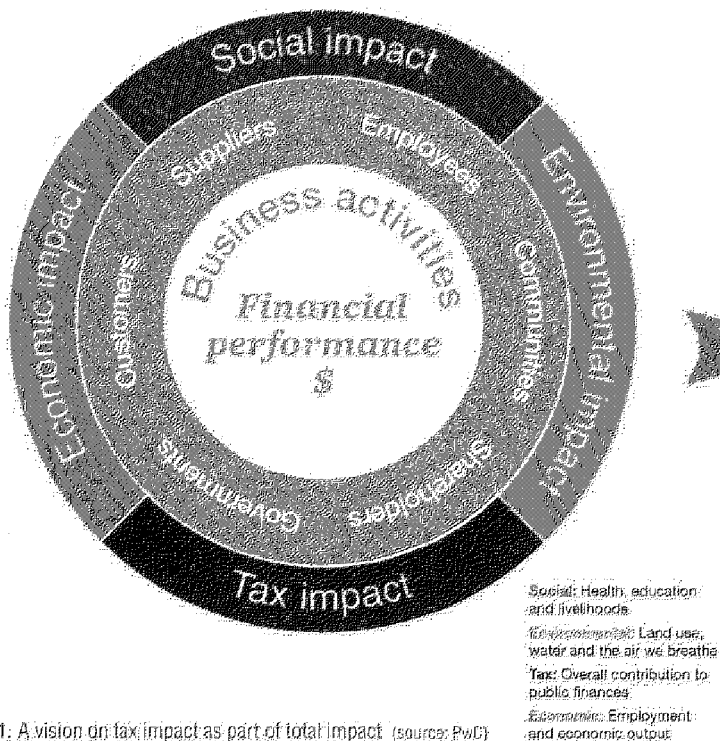 Social impact
Suppliers
Employees
Environmental impact
Economic impact
Business activities
Customers
Communities
Financial
performance
$
Governments
Shareholders
Tax impact
Social: Health, education
and livelihoods
Environmental: Land use,
water and the air we breathe
Tax: Overall contribution to
public finances
Economic: Employment
and economic output
1: A vision on tax impact as part of total impact (source: PwC)